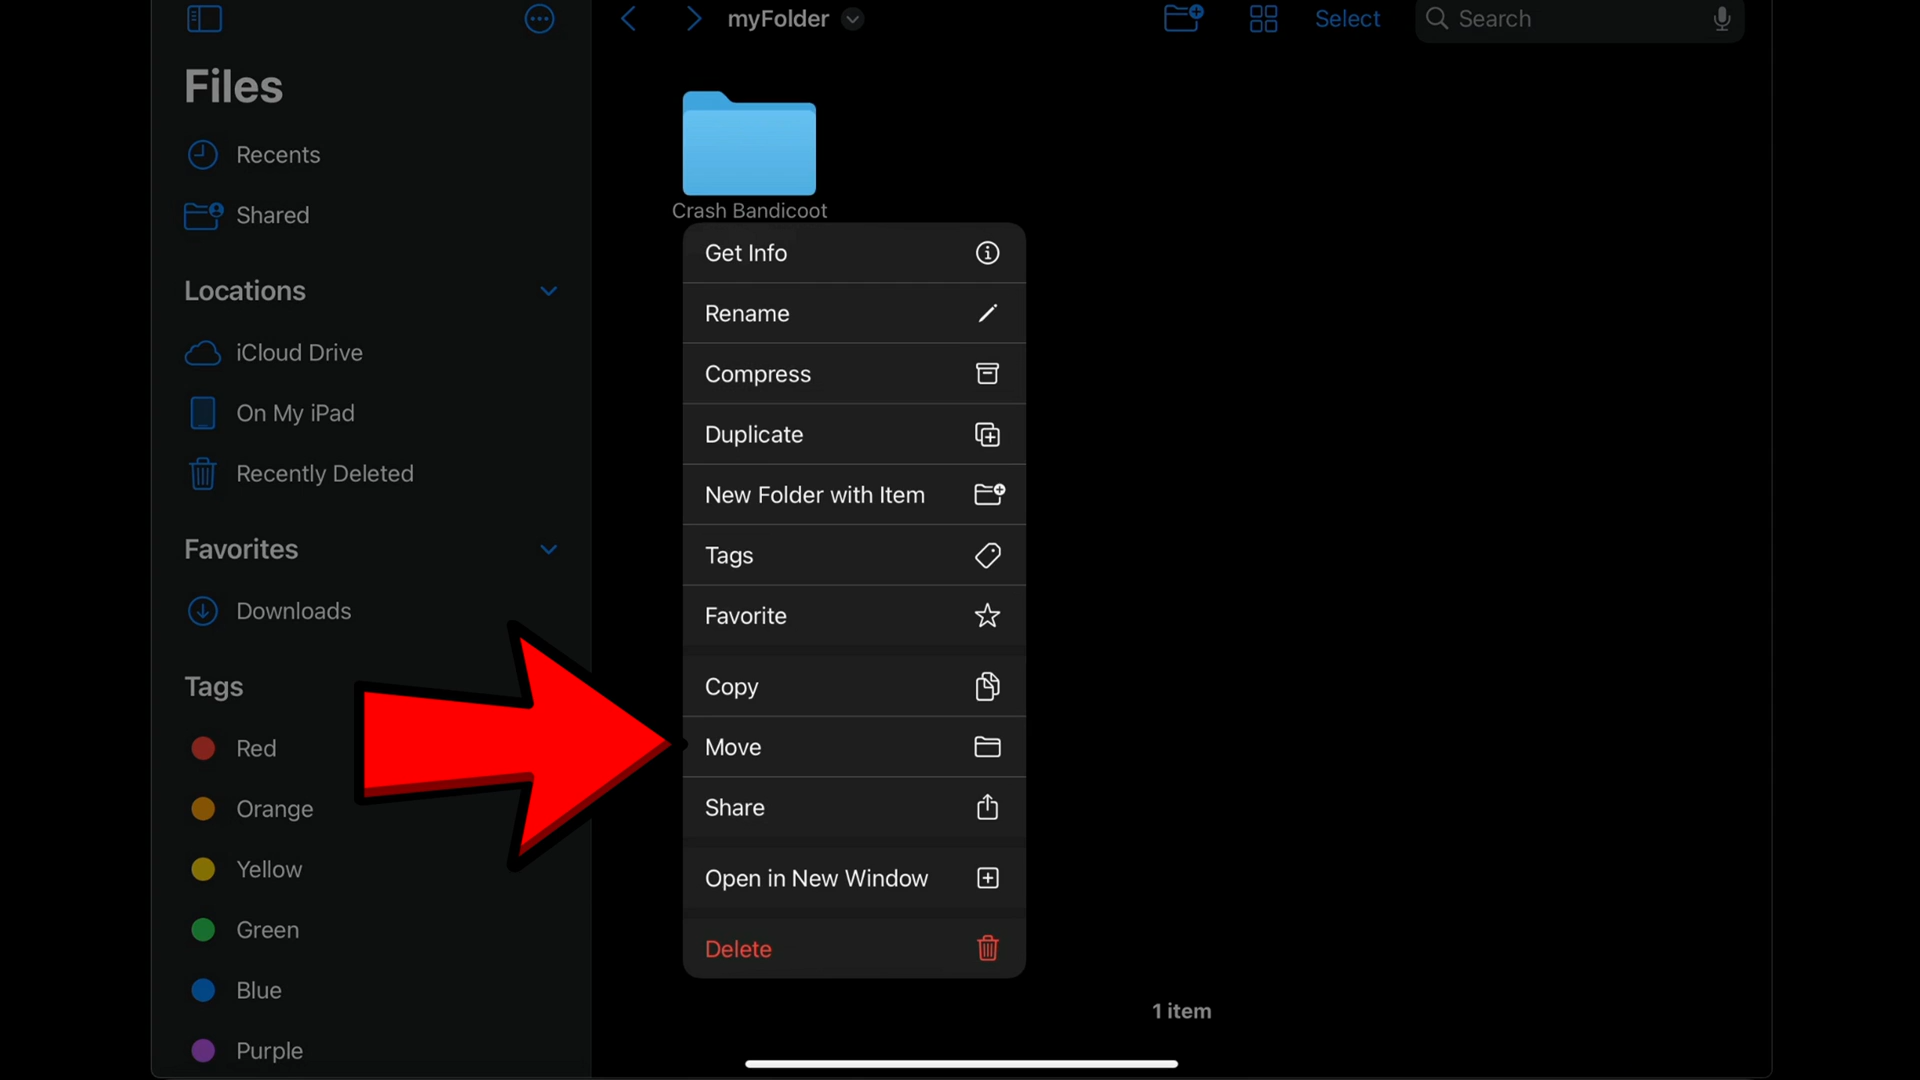 Files
Recents
Shared
Locations
iCloud Drive
On My iPad
Recently Deleted
Favorites
Downloads
Tags
Red
Orange
Yellow
Green
Blue
Purple
myFolder
Select
Search
Crash Bandicoot
Get Info
Rename
Compress
Duplicate
New Folder with Item
Tags
Favorite
Copy
Move
Share
Open in New Window
Delete
1 item